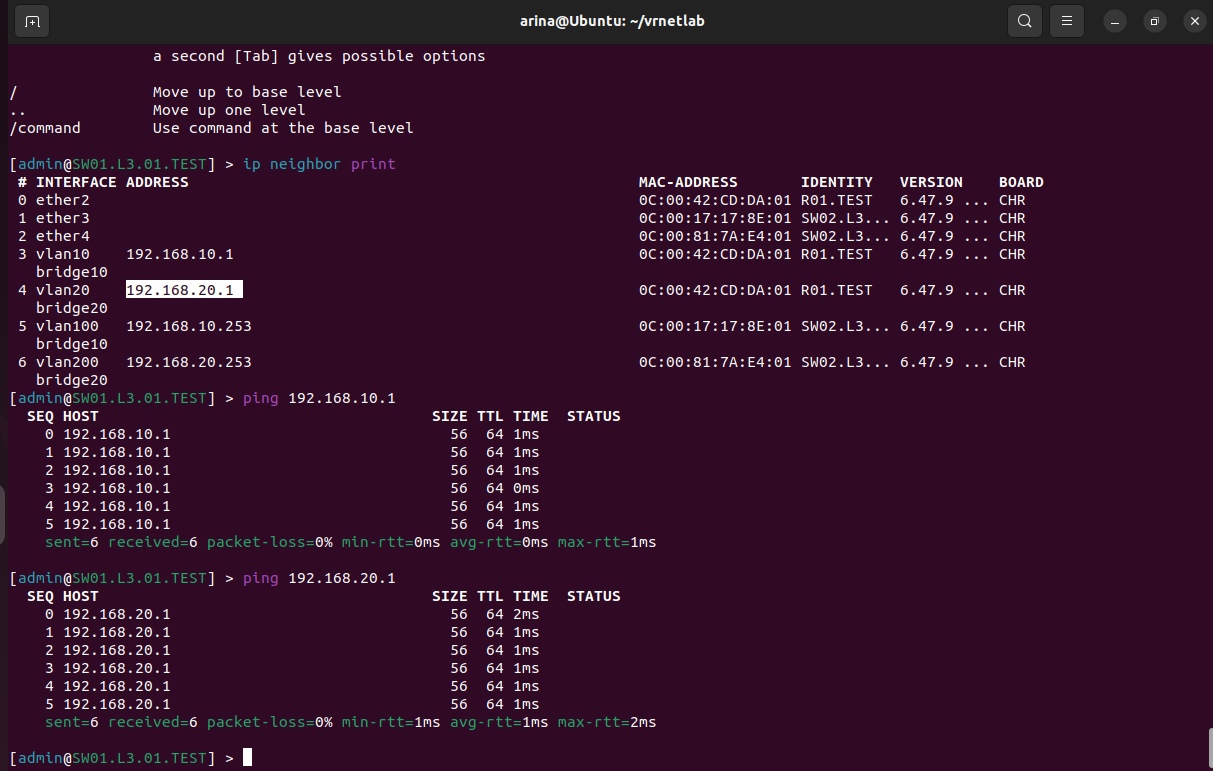 arina@Ubuntu: ~/vrnetlab
a second [Tab] gives possible options
/ Move up to base level
.. Move up one level
/command Use command at the base level
[admin@SW01.L3.01.TEST] > ip neighbor print
# INTERFACE ADDRESS MAC-ADDRESS IDENTITY VERSION BOARD
0 ether2 0C:00:42:CD:DA:01 R01.TEST 6.47.9 ... CHR
1 ether3 0C:00:17:17:8E:01 SW02.L3... 6.47.9 ... CHR
2 ether4 0C:00:81:7A:E4:01 SW02.L3... 6.47.9 ... CHR
3 vlan10 192.168.10.1 0C:00:42:CD:DA:01 R01.TEST 6.47.9 ... CHR
bridge10
4 vlan20 192.168.20.1 0C:00:42:CD:DA:01 R01.TEST 6.47.9 ... CHR
bridge20
5 vlan100 192.168.10.253 0C:00:17:17:8E:01 SW02.L3... 6.47.9 ... CHR
bridge10
6 vlan200 192.168.20.253 0C:00:81:7A:E4:01 SW02.L3... 6.47.9 ... CHR
bridge20
[admin@SW01.L3.01.TEST] > ping 192.168.10.1
SEQ HOST SIZE TTL TIME STATUS
0 192.168.10.1 56 64 1ms
1 192.168.10.1 56 64 1ms
2 192.168.10.1 56 64 1ms
3 192.168.10.1 56 64 0ms
4 192.168.10.1 56 64 1ms
5 192.168.10.1 56 64 1ms
sent=6 received=6 packet-loss=0% min-rtt=0ms avg-rtt=0ms max-rtt=1ms
[admin@SW01.L3.01.TEST] > ping 192.168.20.1
SEQ HOST SIZE TTL TIME STATUS
0 192.168.20.1 56 64 2ms
1 192.168.20.1 56 64 1ms
2 192.168.20.1 56 64 1ms
3 192.168.20.1 56 64 1ms
4 192.168.20.1 56 64 1ms
5 192.168.20.1 56 64 1ms
sent=6 received=6 packet-loss=0% min-rtt=1ms avg-rtt=1ms max-rtt=2ms
[admin@SW01.L3.01.TEST] >